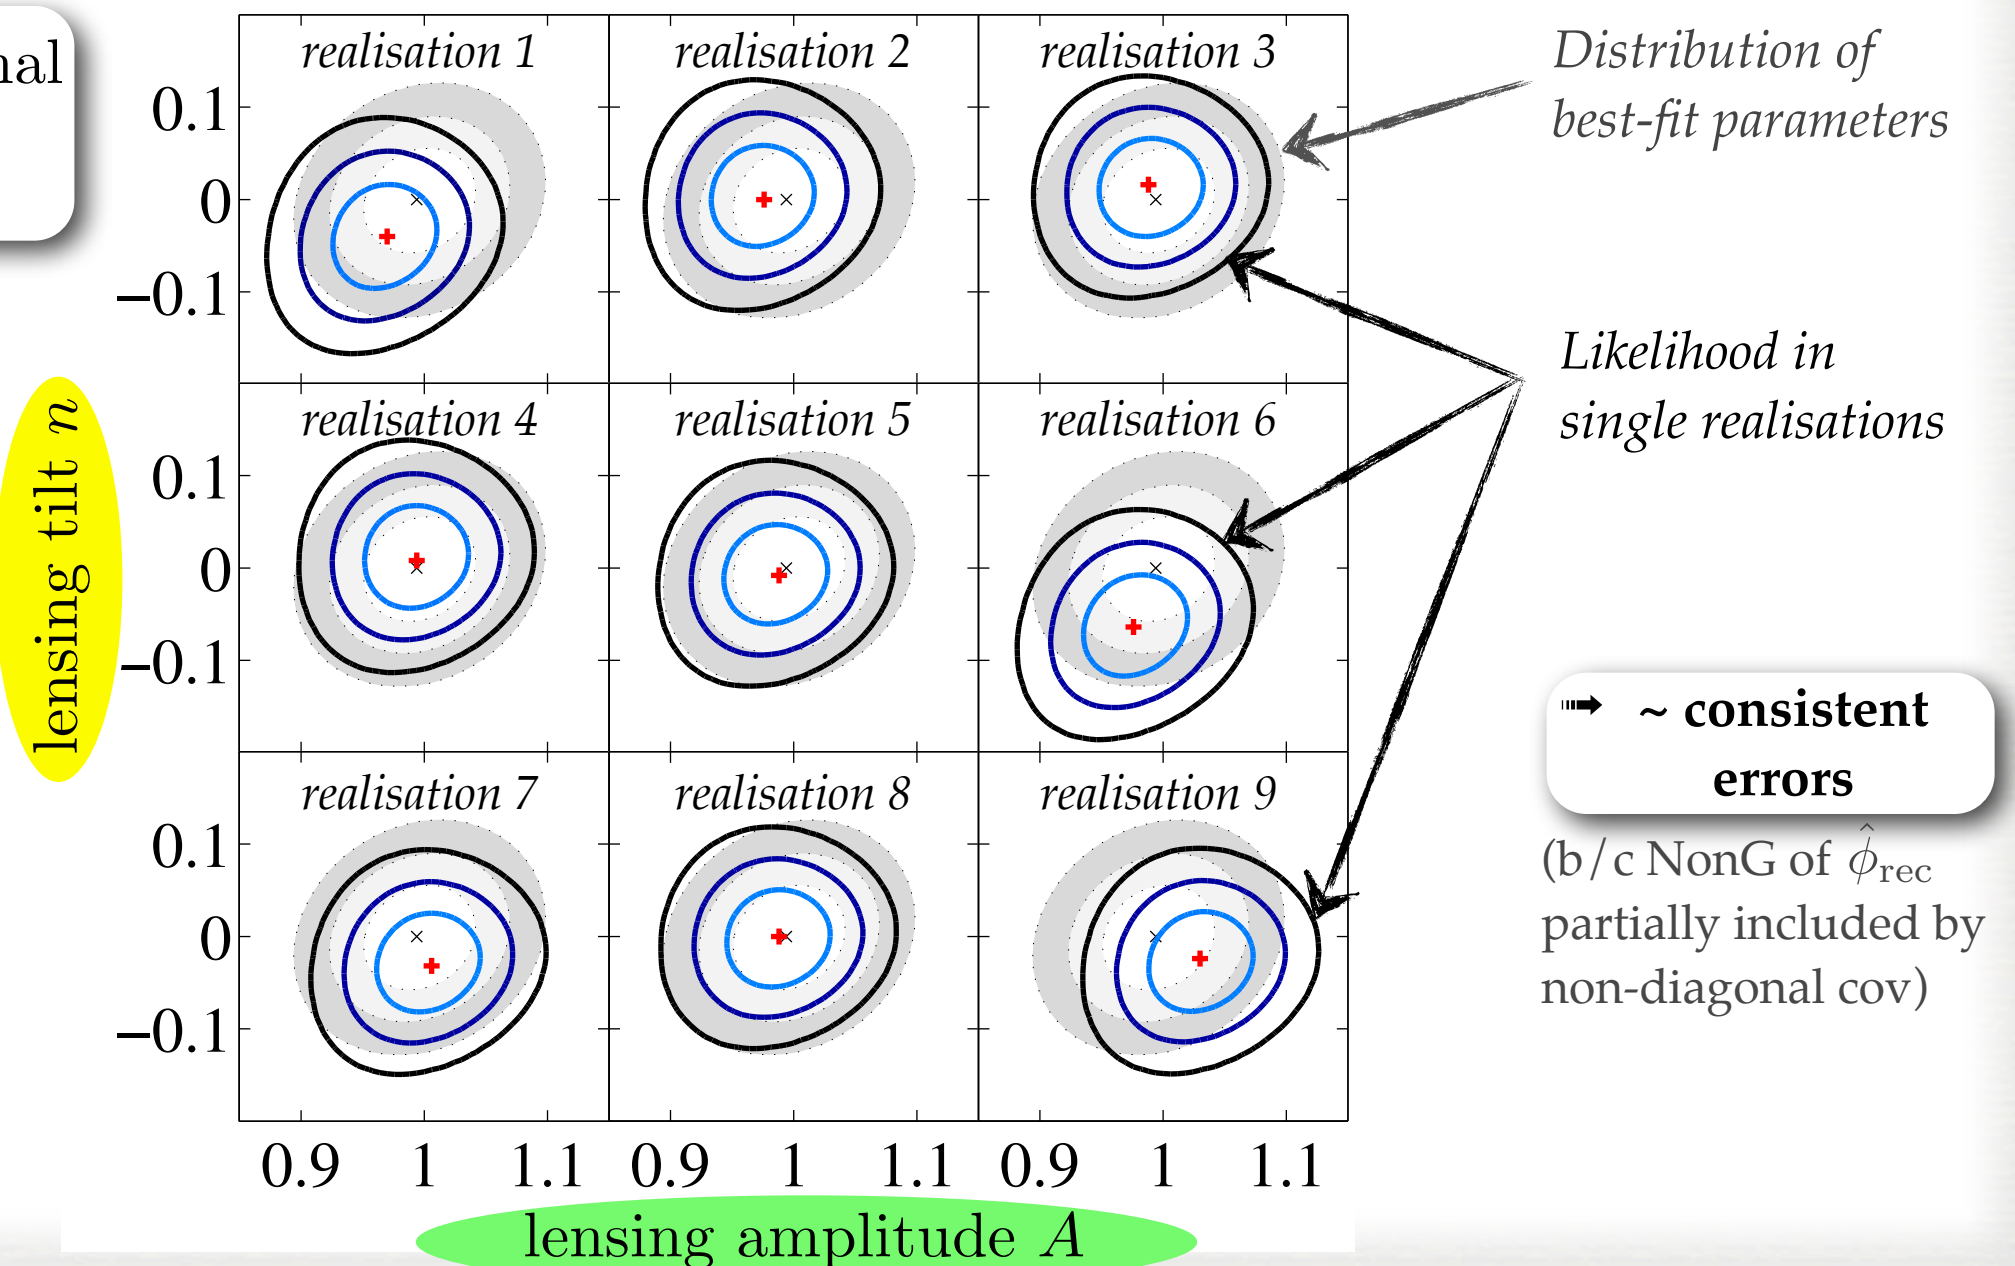 nal
realisation 1
realisation 2
realisation 3
0.1
0
−0.1
realisation 4
realisation 5
realisation 6
0.1
0
−0.1
realisation 7
realisation 8
realisation 9
0.1
0
−0.1
0.9 1 1.1
0.9 1 1.1
0.9 1 1.1
lensing tilt n
lensing amplitude A
Distribution of
best-fit parameters
Likelihood in
single realisations
➟ ~ consistent
errors
(b/c NonG of ϕ̂rec
partially included by
non-diagonal cov)